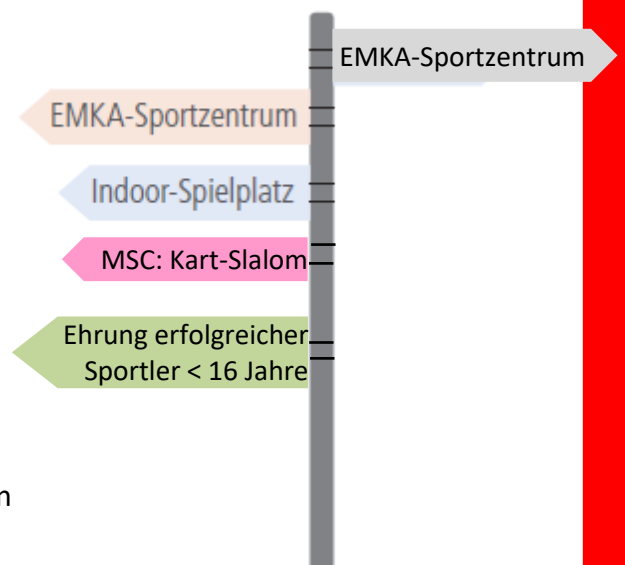 EMKA-Sportzentrum
EMKA-Sportzentrum
Indoor-Spielplatz
MSC: Kart-Slalom
Ehrung erfolgreicher
Sportler < 16 Jahre